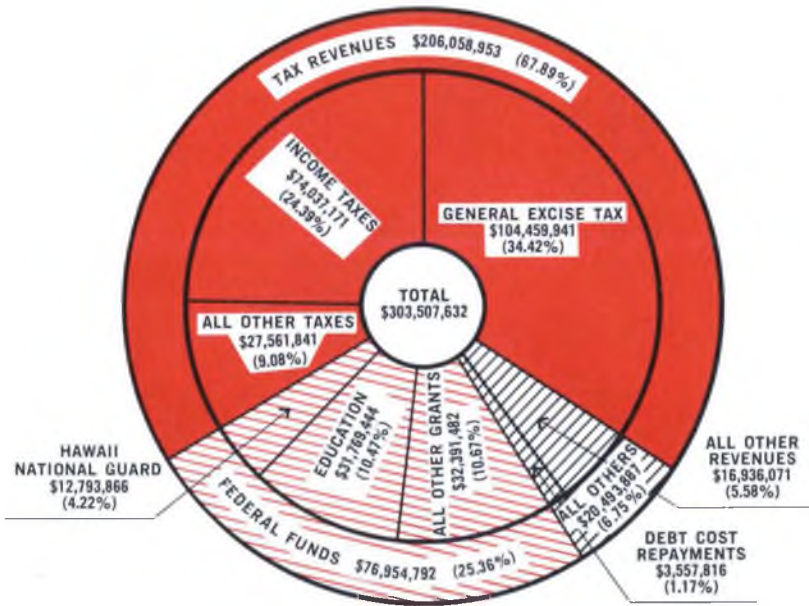 TAX REVENUES $206,058,953 (67.89%)
INCOME TAXES
$74,037,171
(24.39%)
GENERAL EXCISE TAX
$104,459,941
(34.42%)
TOTAL
$303,507,632
ALL OTHER TAXES
$27,561,841
(9.08%)
HAWAII
NATIONAL GUARD
$12,793,866
(4.22%)
EDUCATION
$31,769,444
(10.47%)
ALL OTHER GRANTS
$32,391,482
(10.67%)
FEDERAL FUNDS $76,954,792 (25.36%)
ALL OTHERS
$20,493,887
(6.75%)
ALL OTHER
REVENUES
$16,936,071
(5.58%)
DEBT COST
REPAYMENTS
$3,557,816
(1.17%)